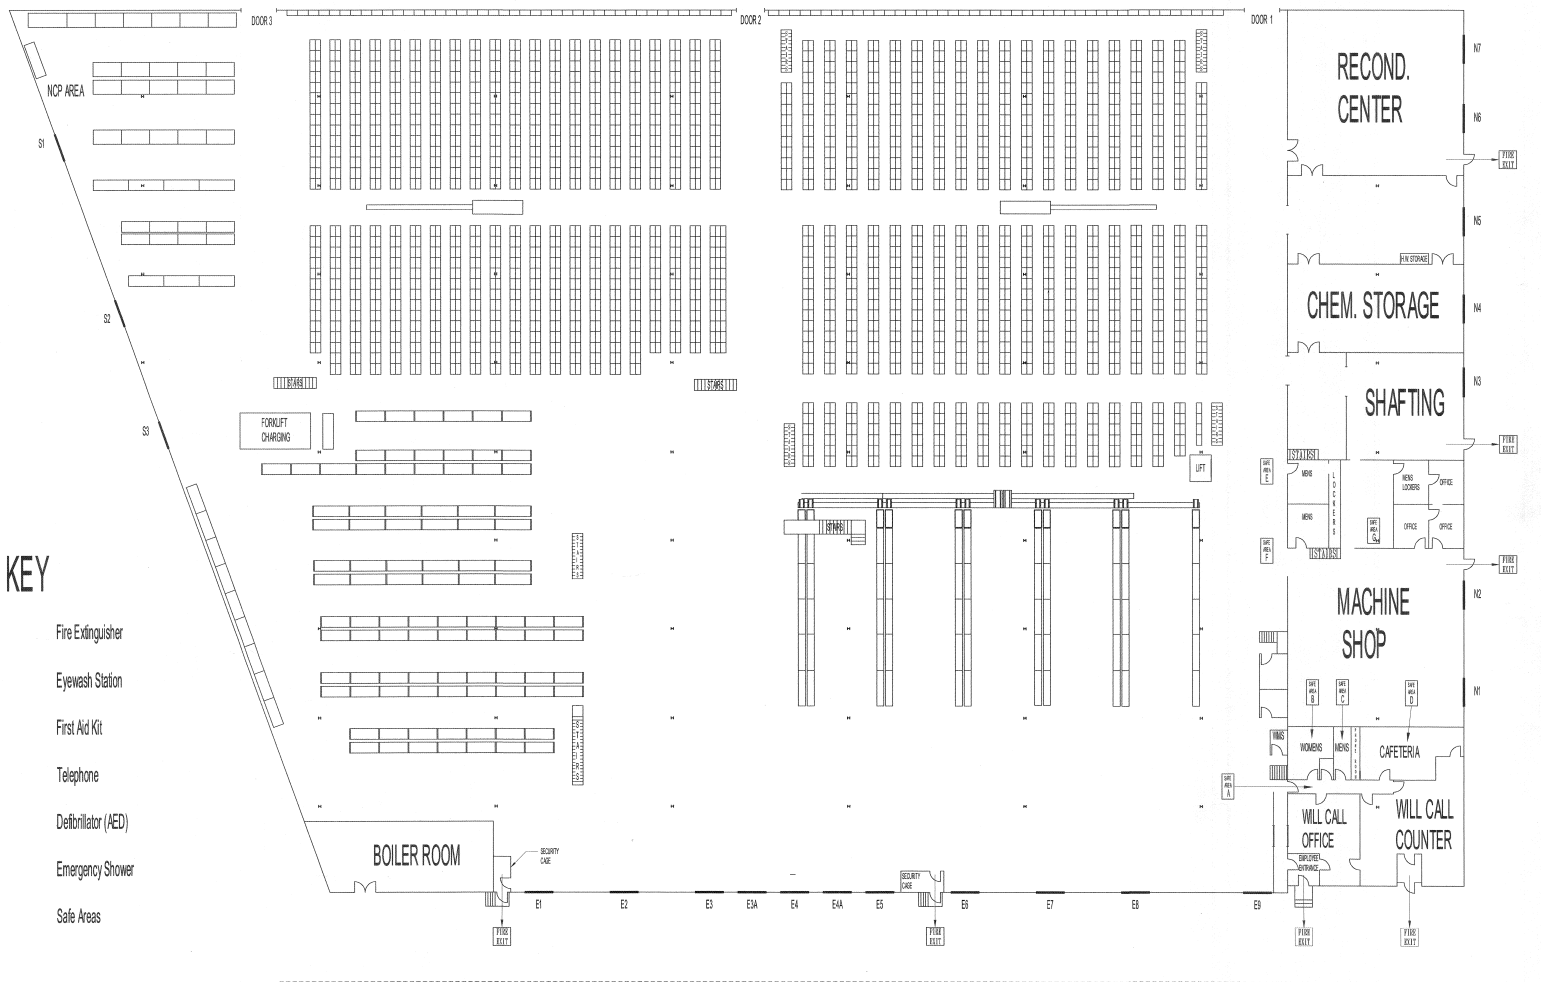 DOOR 3
DOOR 2
DOOR 1
NCP AREA
S1
S2
S3
RECOND.
CENTER
N7
N6
FIRE
EXIT
N5
H.W. STORAGE
CHEM. STORAGE
N4
SHAFTING
N3
FIRE
EXIT
STAIRS
STAIRS
FORKLIFT
CHARGING
LIFT
STAIRS
SAFE
AREA
E
MENS
LOCKERS
MENS
LOCKERS
OFFICE
MENS
SAFE
AREA
G
OFFICE
OFFICE
STAIRS
STAIRS
STAIRS
SAFE
AREA
F
FIRE
EXIT
KEY
Fire Extinguisher
Eyewash Station
First Aid Kit
Telephone
Defibrillator (AED)
Emergency Shower
Safe Areas
MACHINE
SHOP
N2
N1
SAFE
AREA
B
SAFE
AREA
C
SAFE
AREA
D
STAIRS
WOMENS
MENS
CAFETERIA
SAFE
AREA
A
WILL CALL
OFFICE
WILL CALL
COUNTER
EMPLOYEE
ENTRANCE
BOILER ROOM
SECURITY
CAGE
SECURITY
CAGE
E1
E2
E3
E3A
E4
E4A
E5
E6
E7
E8
E9
FIRE
EXIT
FIRE
EXIT
FIRE
EXIT
FIRE
EXIT